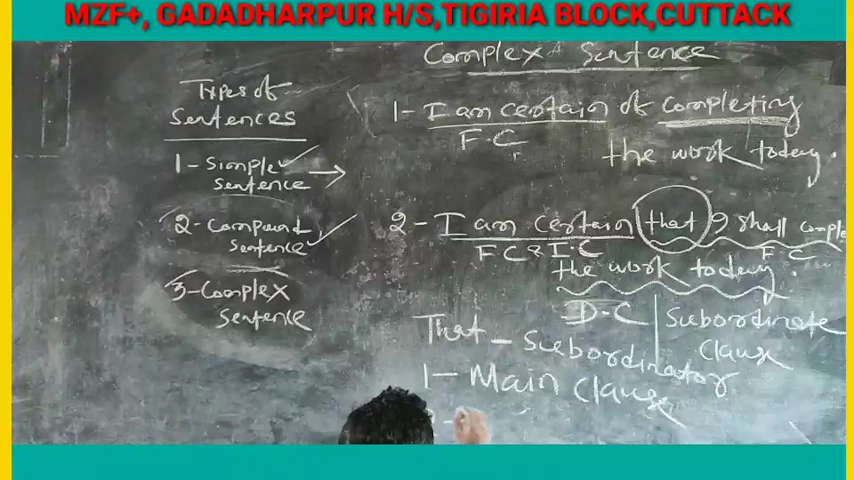 MZF+, GADADHARPUR H/S,TIGIRIA BLOCK,CUTTACK
Complex Sentence
Types of
Sentences
1- Simple
sentence
2- Compound
sentence
3- Complex
sentence
1- I am certain of completing
F.C
the work today.
2- I am certain that I shall comple
F C & I.C
F.C
the work today.
D.C | Subordinate
Clause
That - Subordinator
1- Main Clause